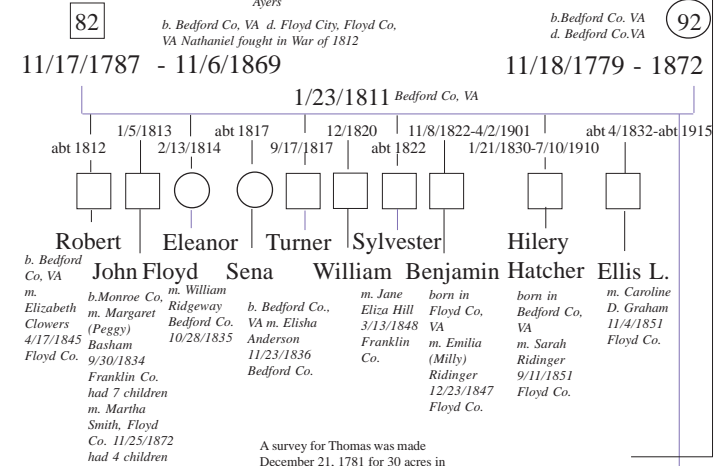 Ayers
82
b. Bedford Co, VA d. Floyd City, Floyd Co,
VA Nathaniel fought in War of 1812
b.Bedford Co. VA
d. Bedford Co.VA
92
11/17/1787 - 11/6/1869
11/18/1779 - 1872
1/23/1811 Bedford Co, VA
abt 1812
1/5/1813
2/13/1814
abt 1817
9/17/1817
12/1820
abt 1822
11/8/1822-4/2/1901
1/21/1830-7/10/1910
abt 4/1832-abt 1915
Robert
b. Bedford
Co, VA
m.
Elizabeth
Clowers
4/17/1845
Floyd Co.
John Floyd
b.Monroe Co,
m. Margaret
(Peggy)
Basham
9/30/1834
Franklin Co.
had 7 children
m. Martha
Smith, Floyd
Co. 11/25/1872
had 4 children
Eleanor
m. William
Ridgeway
Bedford Co.
10/28/1835
Sena
b. Bedford Co.,
VA m. Elisha
Anderson
11/23/1836
Bedford Co.
Turner
William
Sylvester
m. Jane
Eliza Hill
3/13/1848
Franklin
Co.
Benjamin
born in
Floyd Co,
VA
m. Emilia
(Milly)
Ridinger
12/23/1847
Floyd Co.
Hilery
Hatcher
born in
Bedford Co,
VA
m. Sarah
Ridinger
9/11/1851
Floyd Co.
Ellis L.
m. Caroline
D. Graham
11/4/1851
Floyd Co.
A survey for Thomas was made
December 21, 1781 for 30 acres in